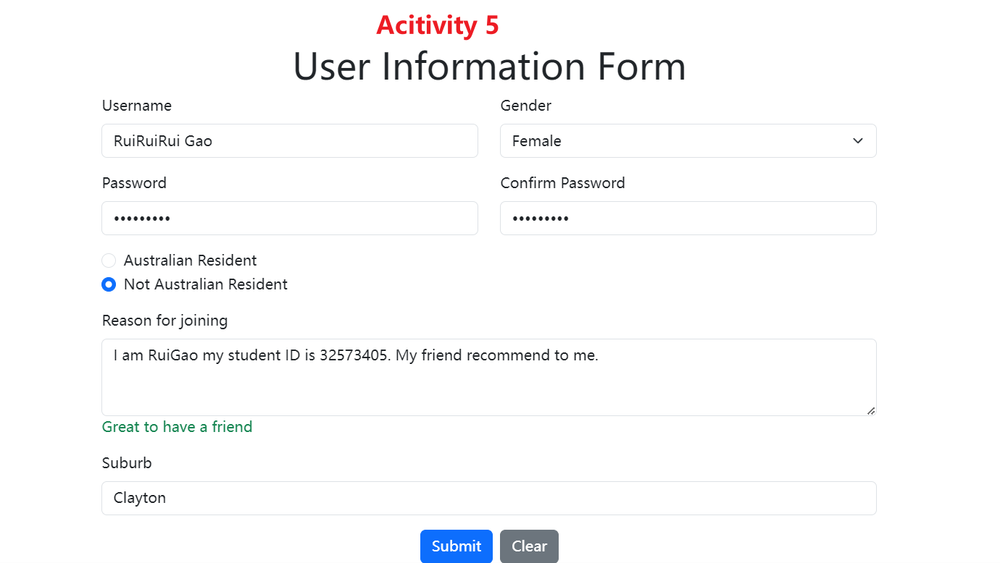 Acitivity 5
User Information Form
Username
Gender
RuiRuiRui Gao
Female
Password
Confirm Password
•••••••••
•••••••••
Australian Resident
Not Australian Resident
Reason for joining
I am RuiGao my student ID is 32573405. My friend recommend to me.
Great to have a friend
Suburb
Clayton
Submit
Clear